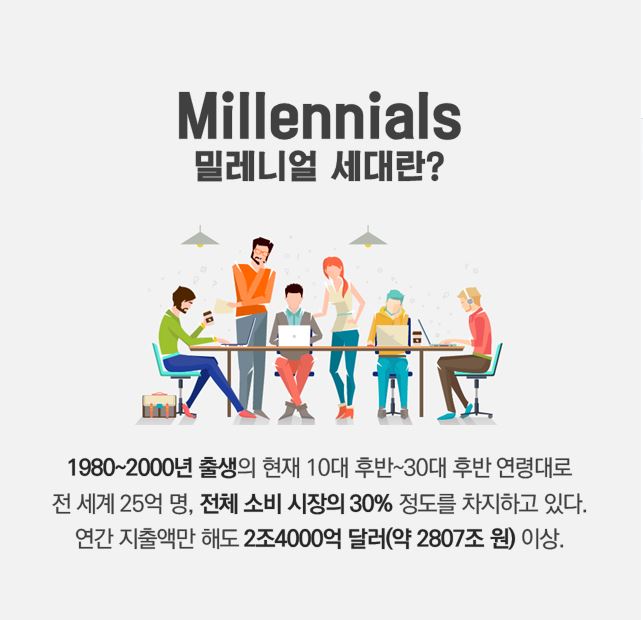 Millennials
밀레니얼 세대란?
1980~2000년 출생의 현재 10대 후반~30대 후반 연령대로
전 세계 25억 명, 전체 소비 시장의 30% 정도를 차지하고 있다.
연간 지출액만 해도 2조4000억 달러(약 2807조 원) 이상.